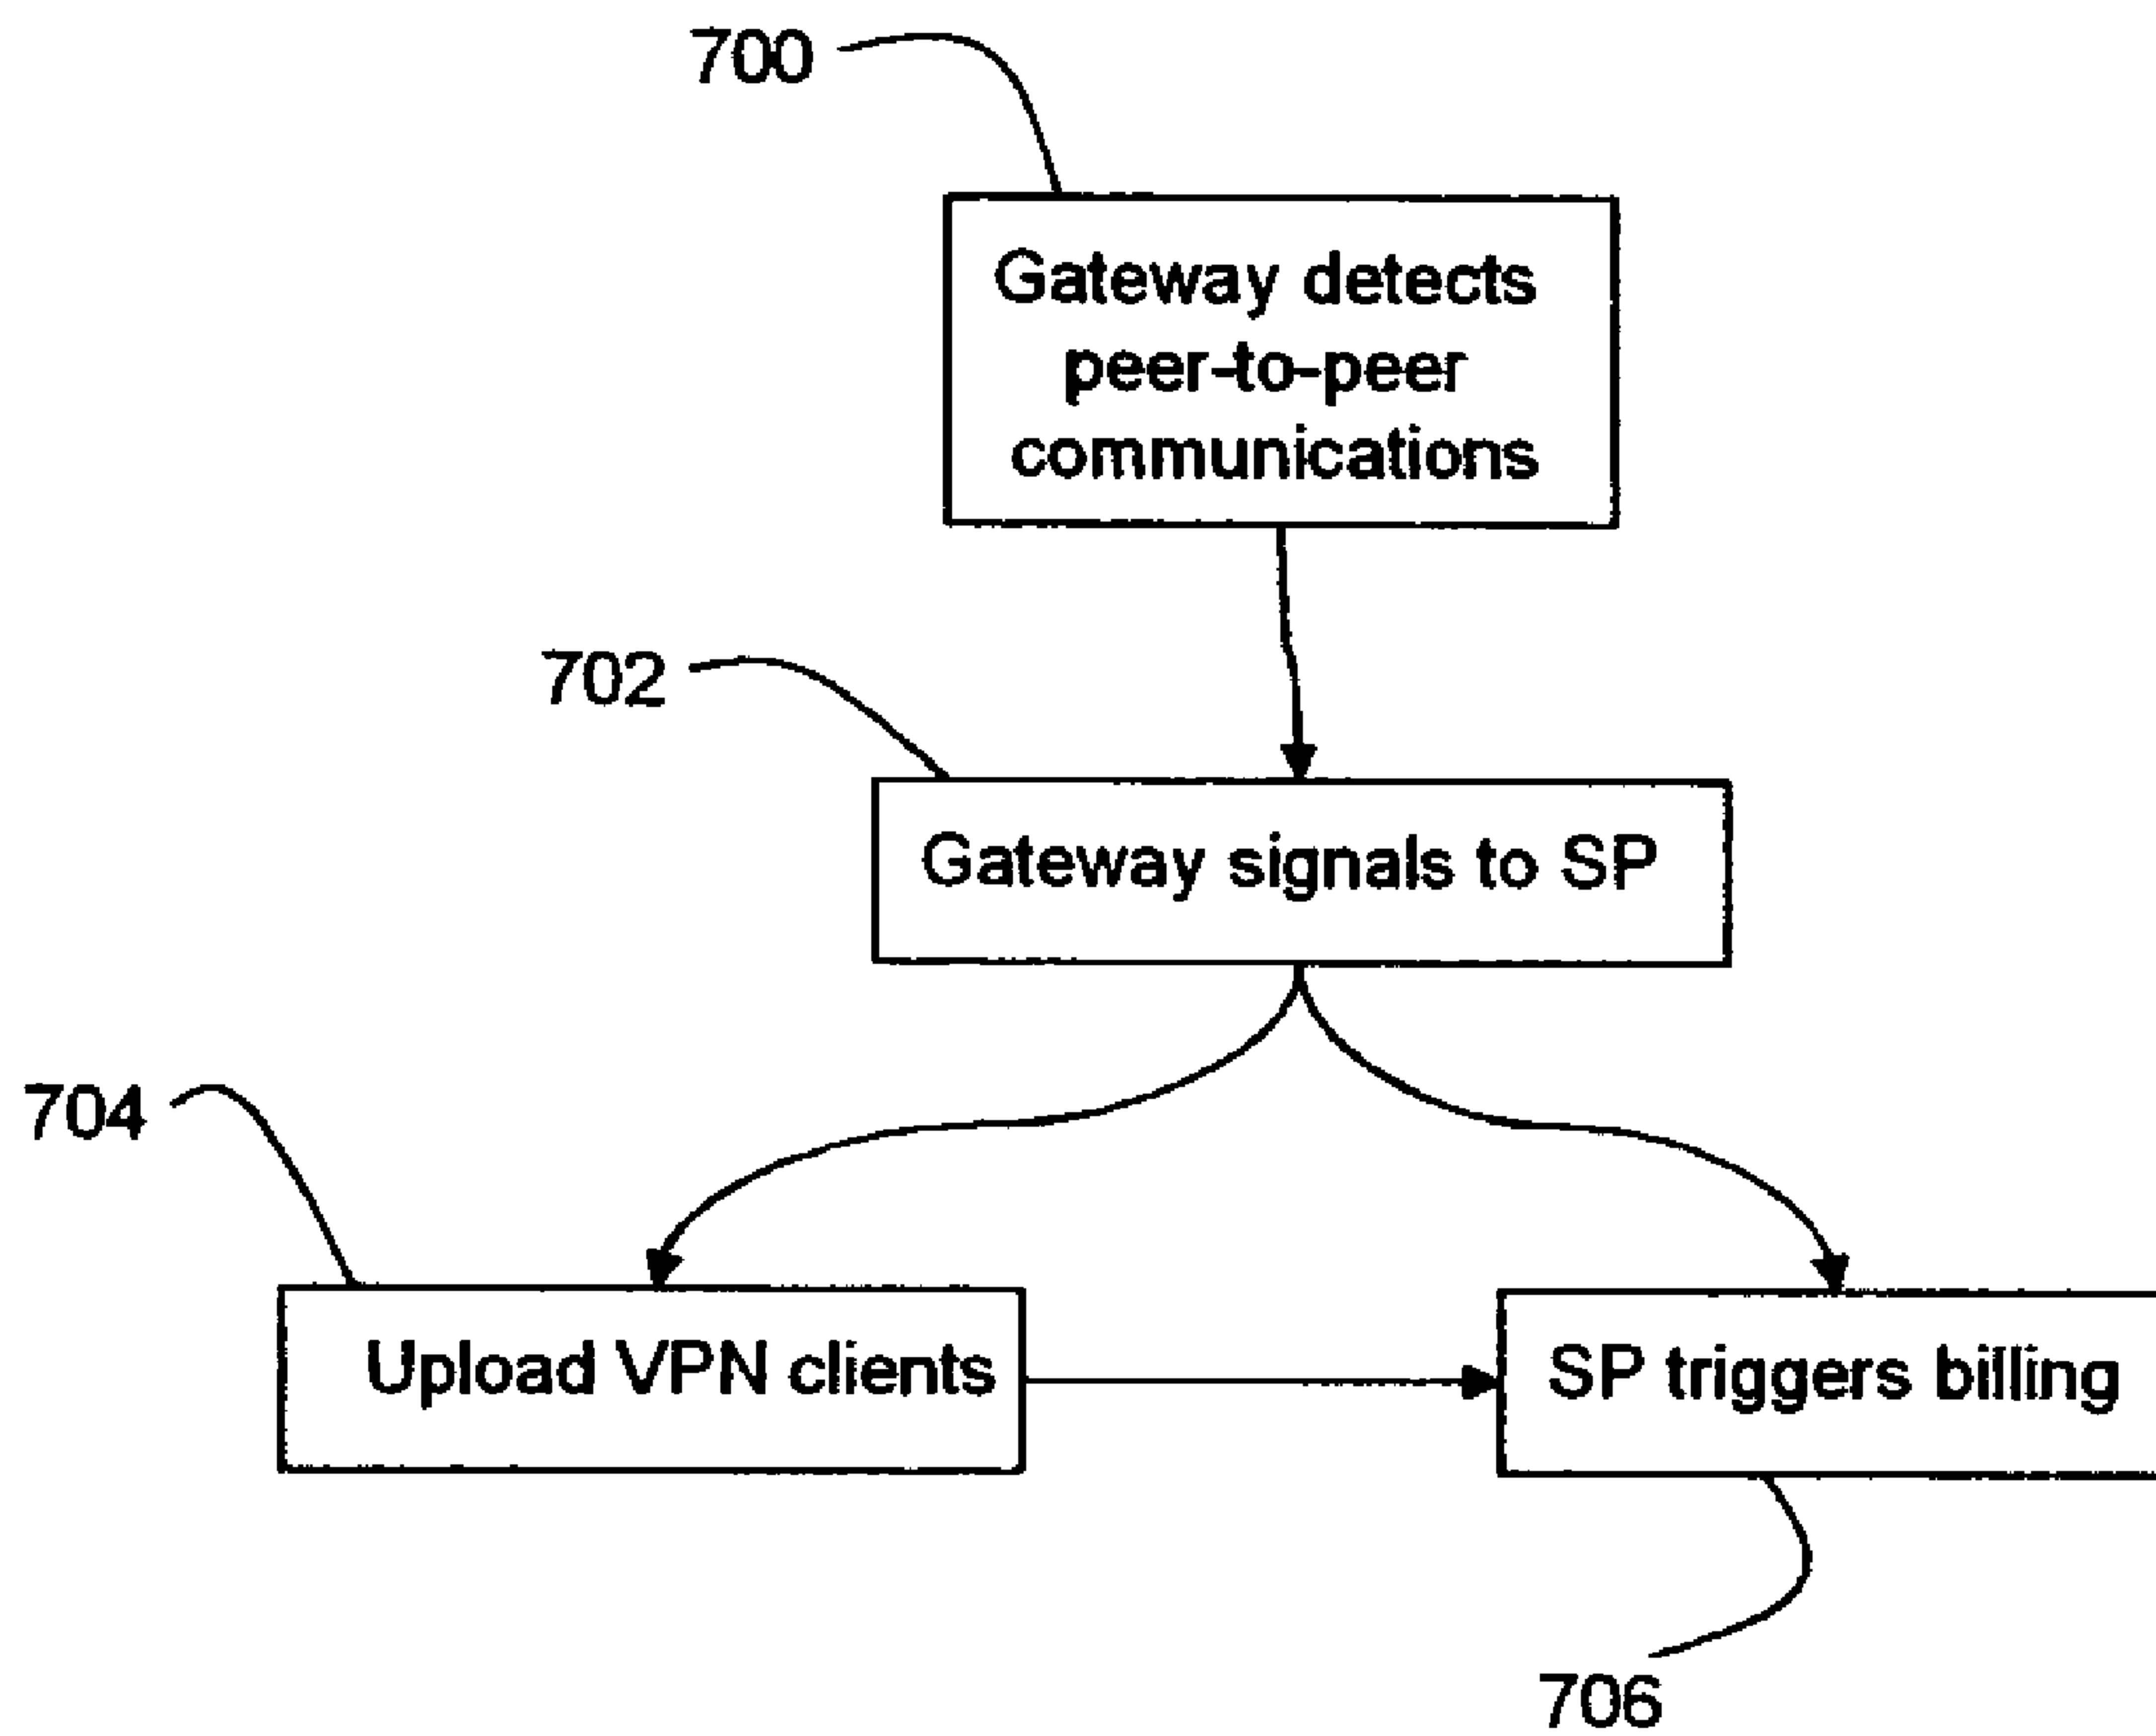 700
Gateway detects
peer-to-peer
communications
702
Gateway signals to SP
704
Upload VPN clients
SP triggers billing
706